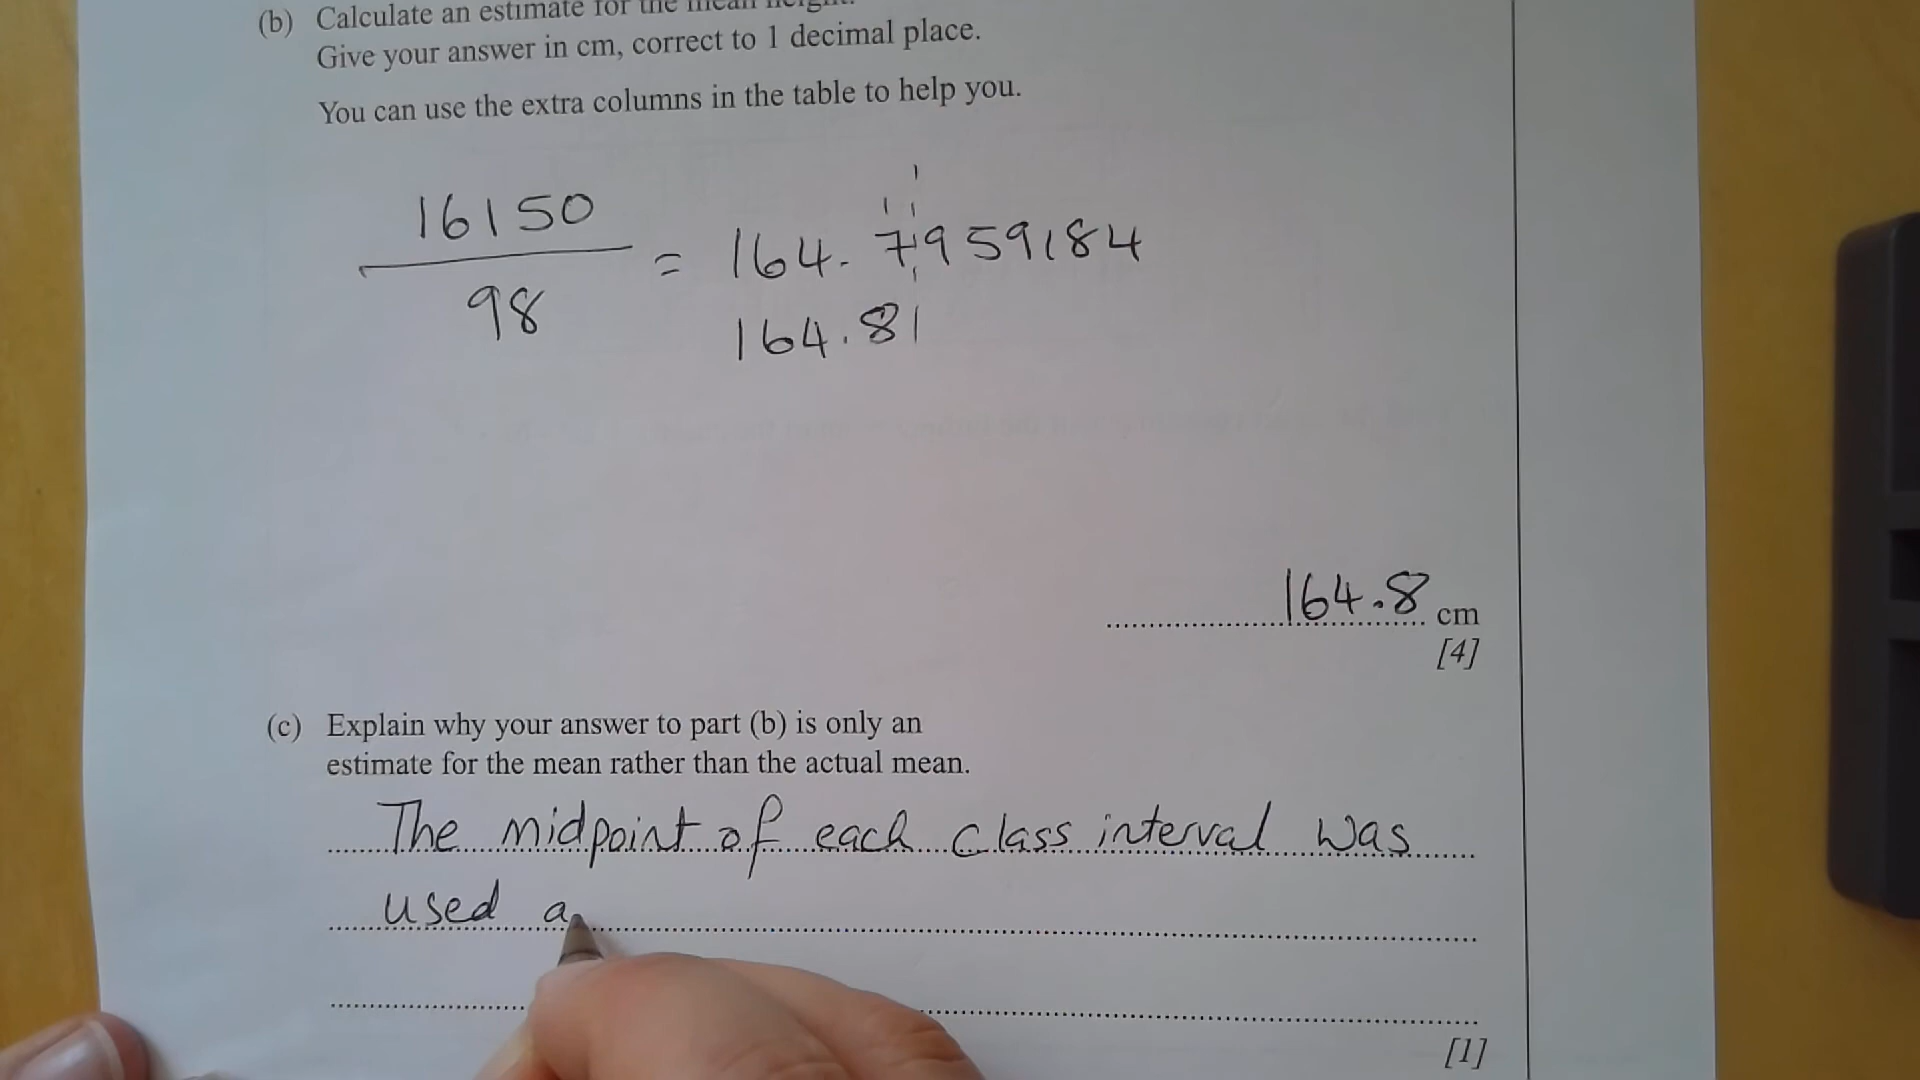 (b) Calculate an estimate for the mean height.
Give your answer in cm, correct to 1 decimal place.
You can use the extra columns in the table to help you.
16150
98
= 164.7959184
164.8
164.8 cm
[4]
(c) Explain why your answer to part (b) is only an
estimate for the mean rather than the actual mean.
The midpoint of each class interval was
used a
[1]